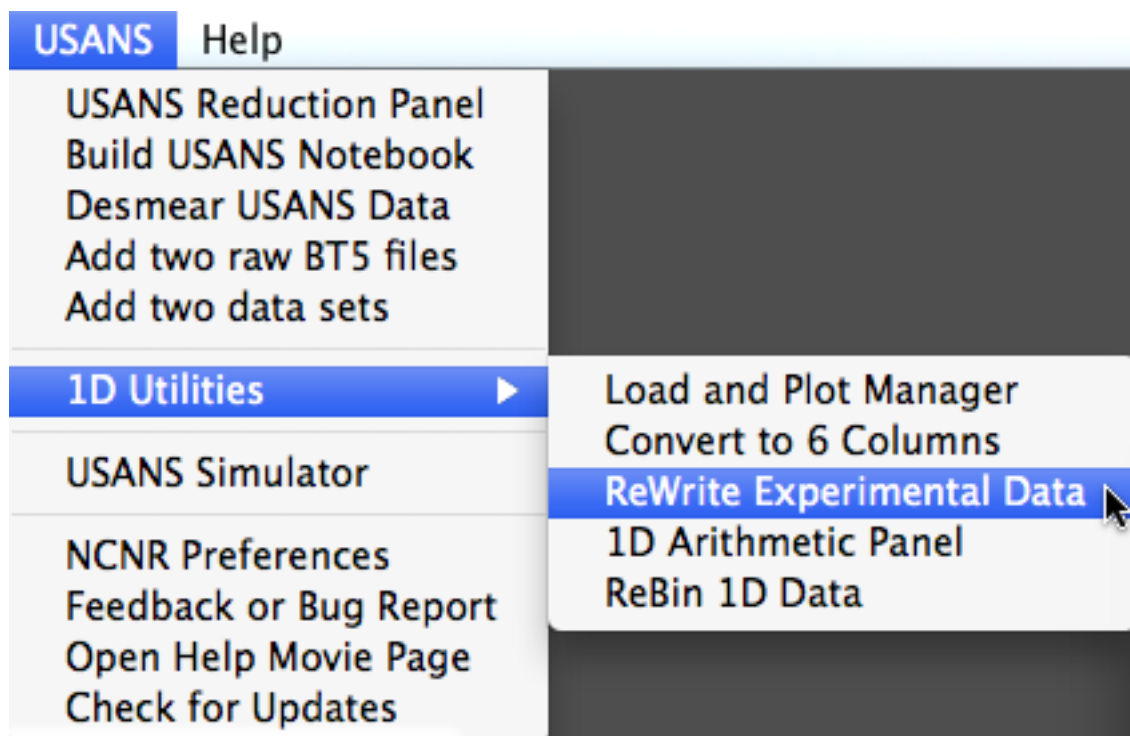 USANS Help
USANS Reduction Panel
Build USANS Notebook
Desmear USANS Data
Add two raw BT5 files
Add two data sets
1D Utilities
Load and Plot Manager
Convert to 6 Columns
ReWrite Experimental Data
1D Arithmetic Panel
ReBin 1D Data
USANS Simulator
NCNR Preferences
Feedback or Bug Report
Open Help Movie Page
Check for Updates